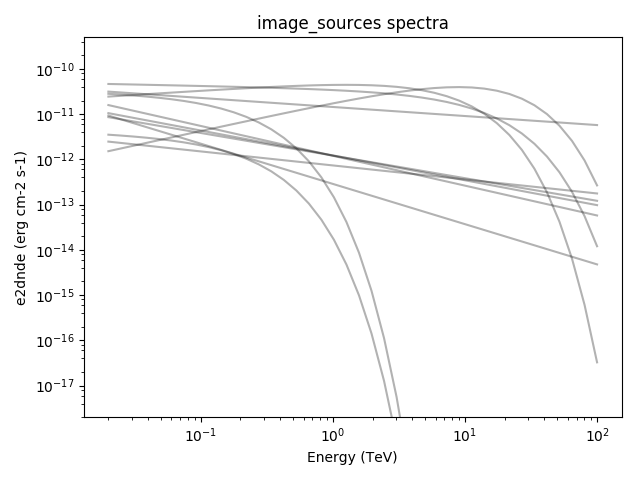 image_sources spectra
e2dnde (erg cm-2 s-1)
10⁻¹⁰
10⁻¹¹
10⁻¹²
10⁻¹³
10⁻¹⁴
10⁻¹⁵
10⁻¹⁶
10⁻¹⁷
10⁻¹ 10⁰ 10¹ 10²
Energy (TeV)